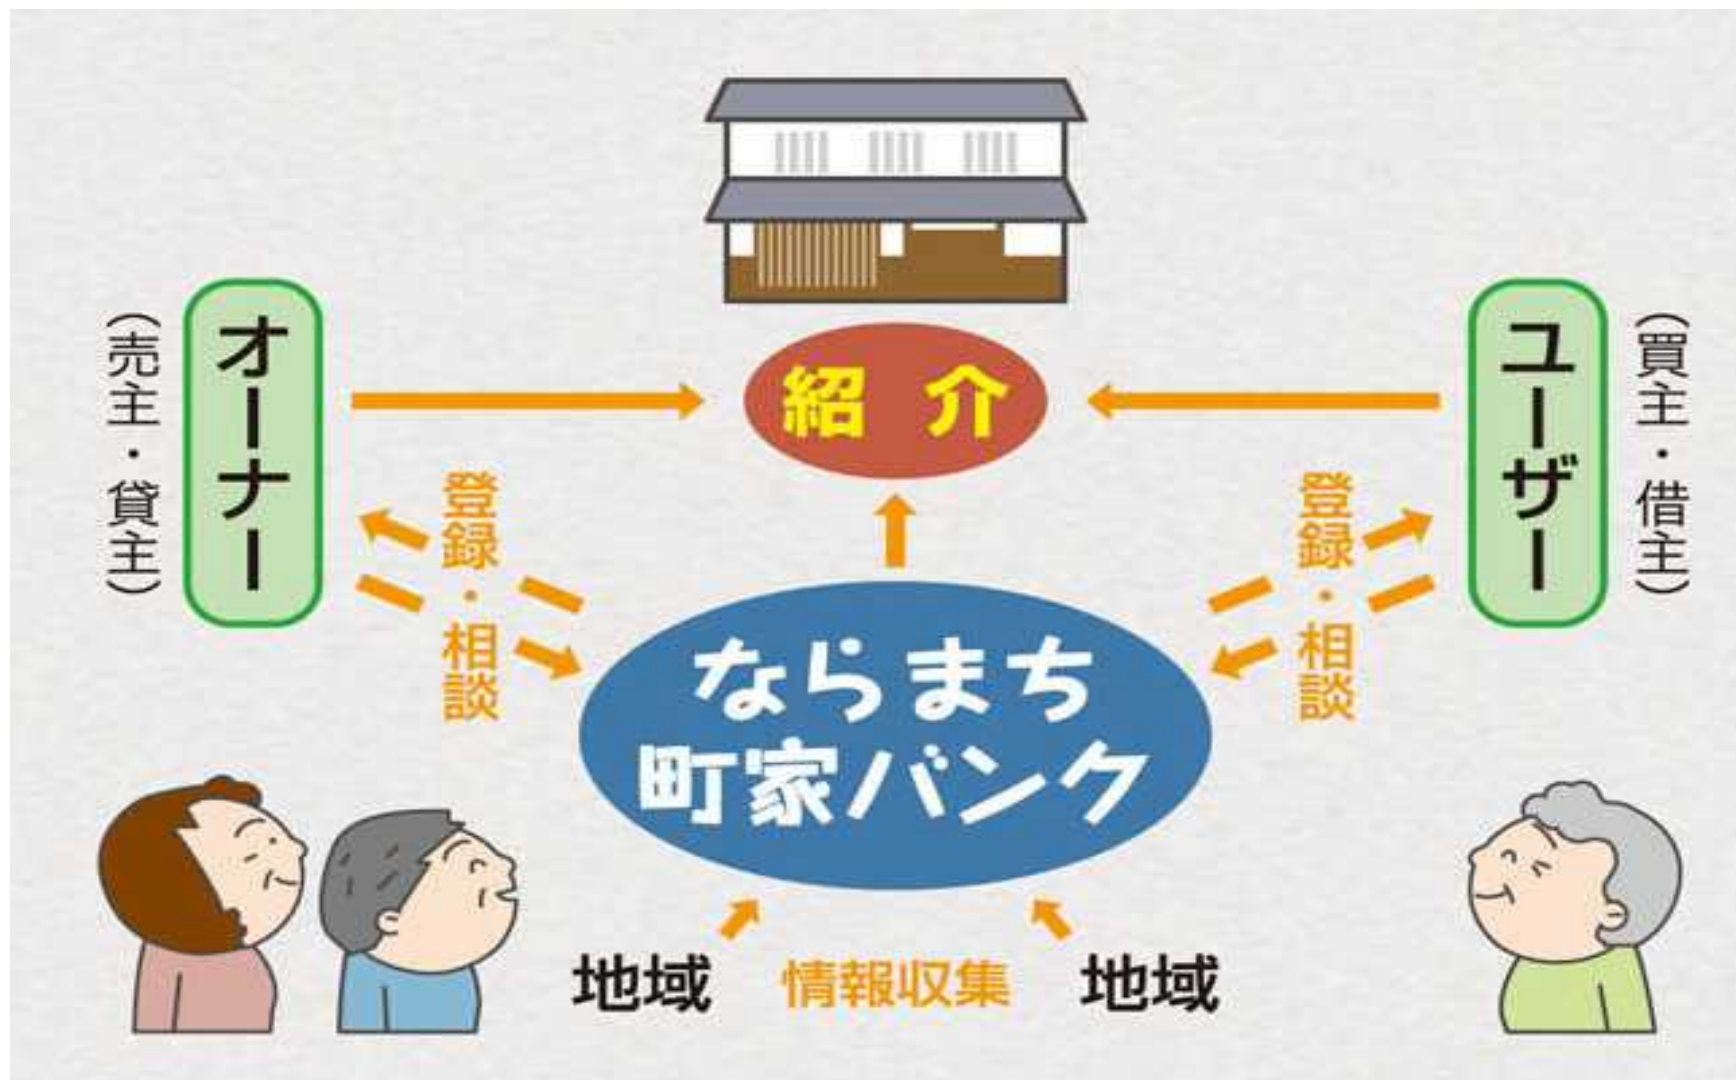 (売主・貸主)
オーナー
紹介
ユーザー
(買主・借主)
登録・相談
登録・相談
ならまち
町家バンク
地域
情報収集
地域